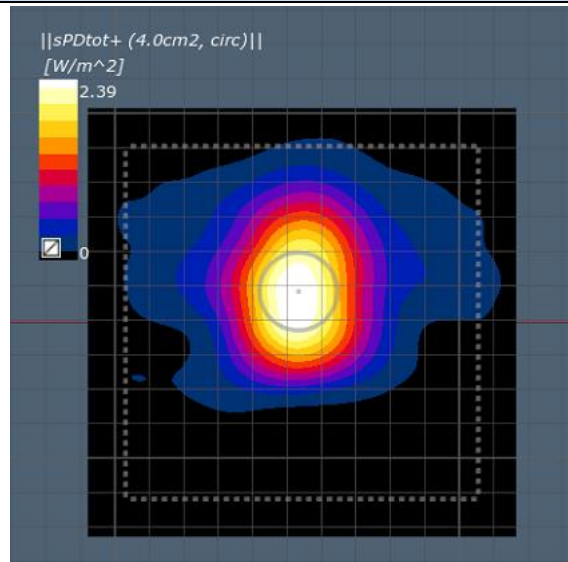 ||sPDtot+ (4.0cm2, circ)||
[W/m^2]
2.39
0